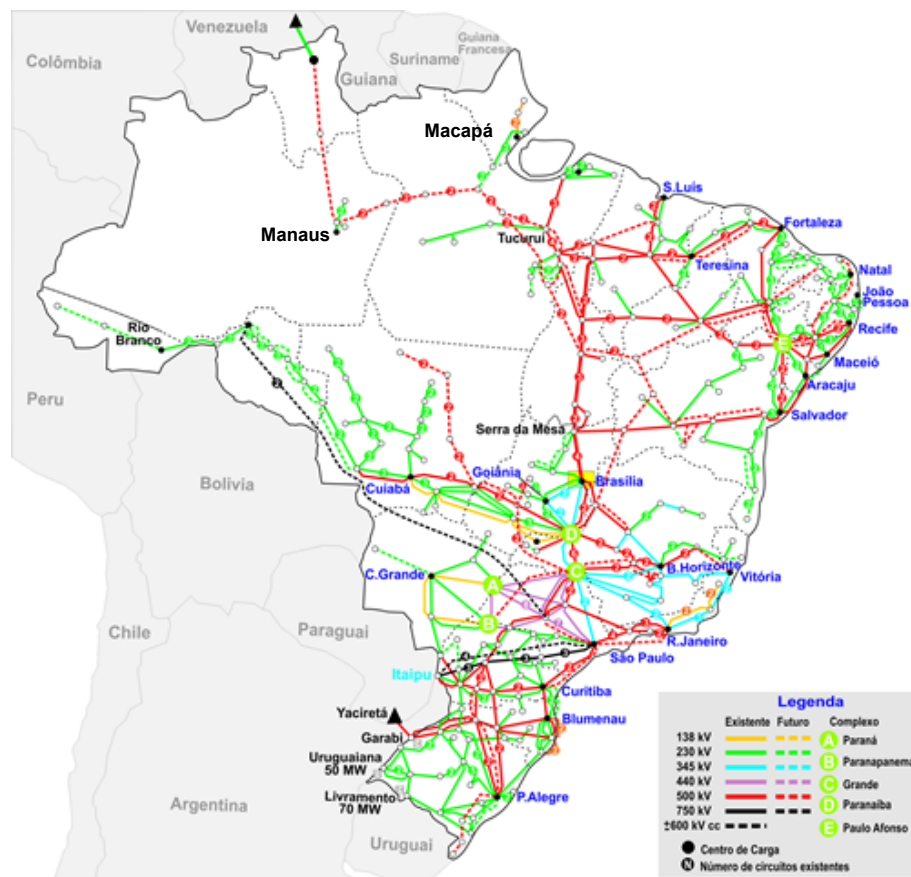 Venezuela
Guiana
Francesa
Suriname
Colômbia
Guiana
Macapá
S.Luís
Manaus
Fortaleza
Tucuruí
Teresina
Natal
João
Pessoa
Rio
Branco
Recife
E
Maceió
Aracaju
Peru
Salvador
Serra da Mesa
Goiânia
Brasília
Bolívia
Cuiabá
D
B.Horizonte
C.Grande
A
C
Vitória
B
Chile
Paraguai
R.Janeiro
São Paulo
Itaipu
Curitiba
Yaciretá
Blumenau
Garabi
Uruguaiana
50 MW
Livramento
70 MW
P.Alegre
Argentina
Uruguai
Legenda
Existente Futuro Complexo
138 kV A Paraná
230 kV
345 kV B Paranapanema
440 kV C Grande
500 kV D Paranaíba
750 kV
±600 kV cc E Paulo Afonso
Centro de Carga
N Número de circuitos existentes